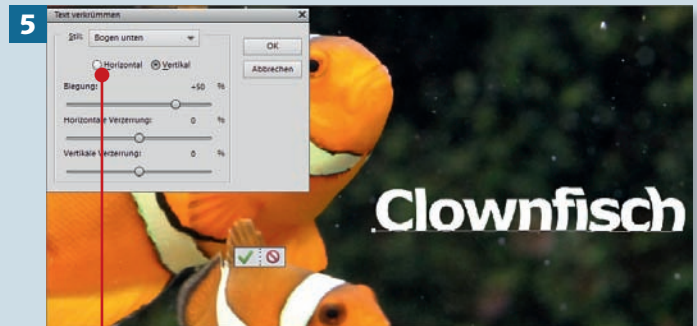 5
Text verkrümmen
Stil: Bogen unten
OK
Horizontal Vertikal
Abbrechen
Biegung: +50 %
Horizontale Verzerrung: 0 %
Vertikale Verzerrung: 0 %
Clownfisch